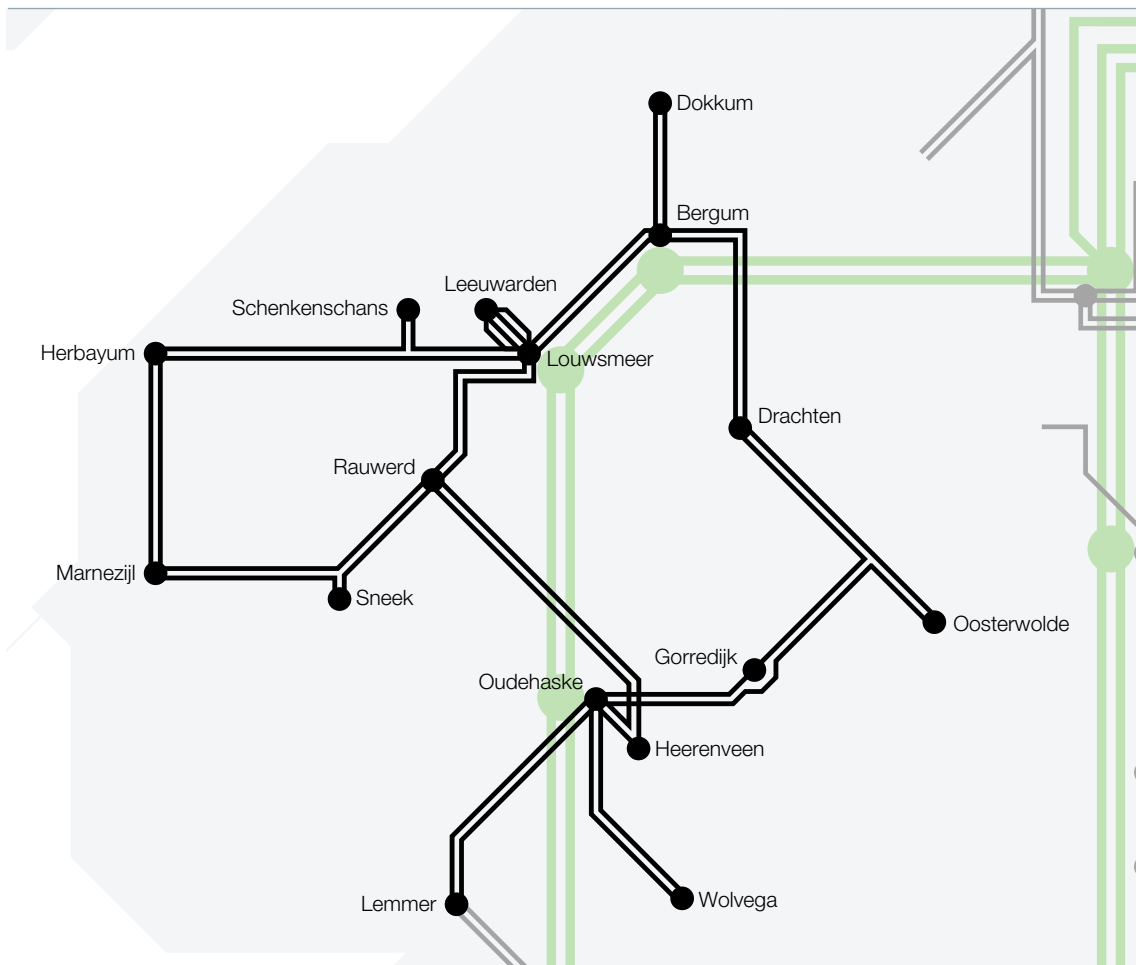 Dokkum
Bergum
Leeuwarden
Schenkenschans
Herbayum
Louwsmeer
Drachten
Rauwerd
Marnezijl
Sneek
Oosterwolde
Gorredijk
Oudehaske
Heerenveen
Lemmer
Wolvega